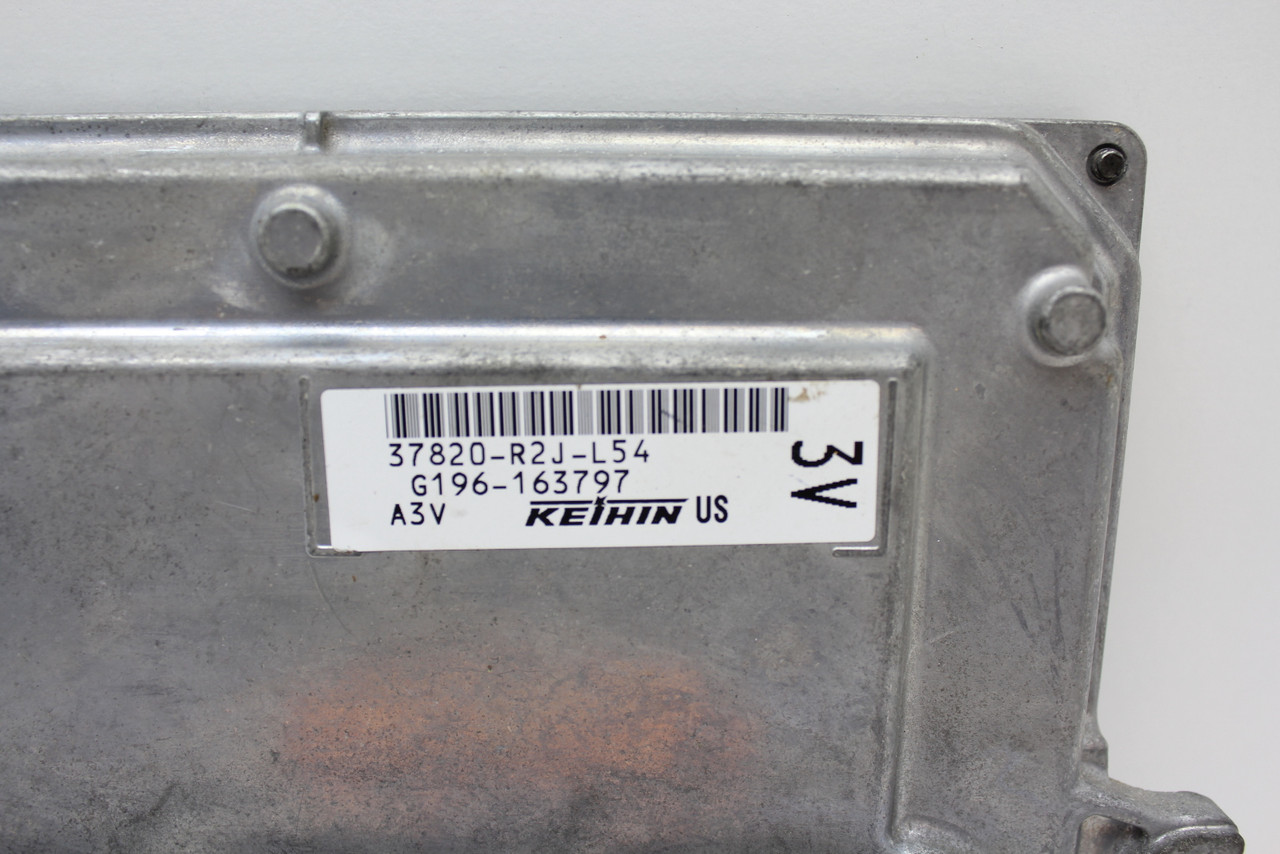 37820-R2J-L54
G196-163797
A3V KEIHIN US
3V